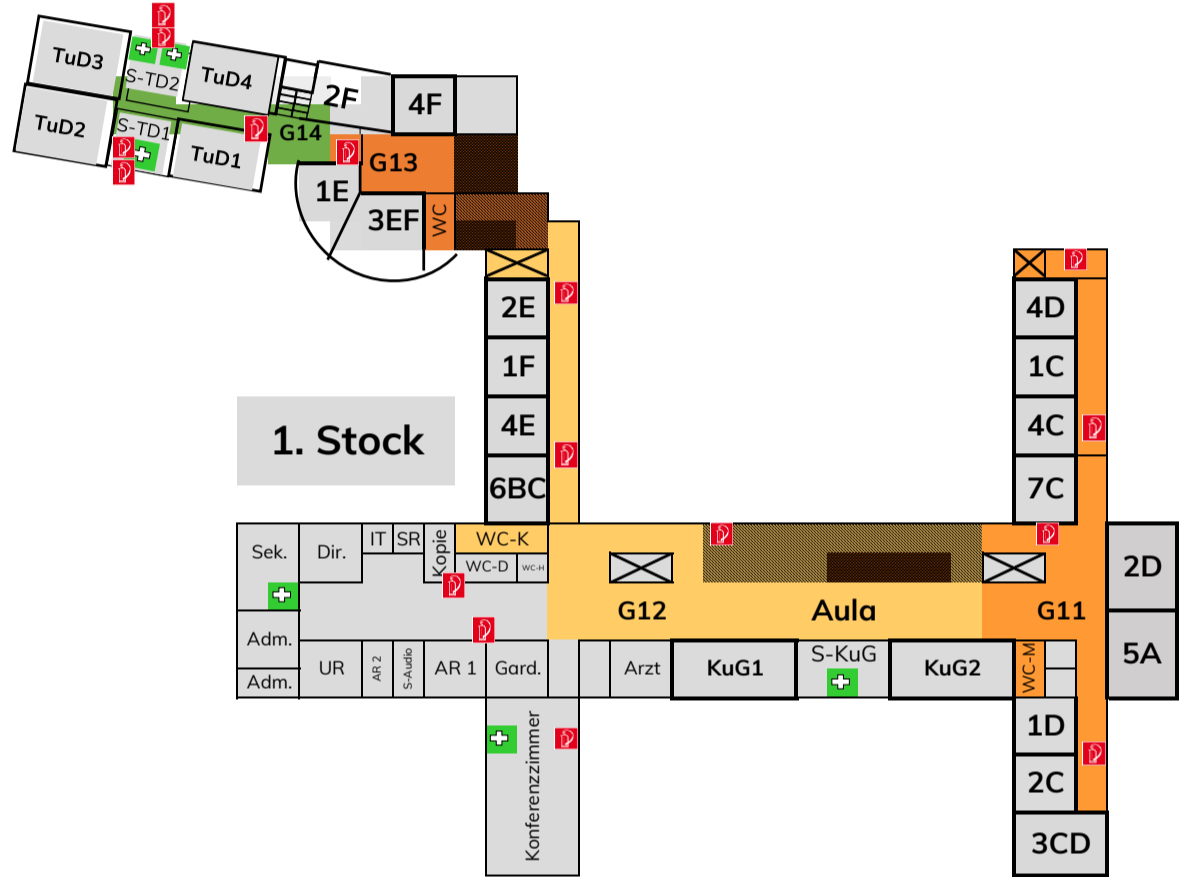 TuD3
S-TD2
TuD4
2F
4F
TuD2
S-TD1
TuD1
G14
G13
1E
3EF
WC
2E
4D
1F
1C
1. Stock
4E
4C
6BC
7C
Sek.
Dir.
IT
SR
Kopie
WC-K
WC-D
WC-H
2D
G12
Aula
G11
Adm.
Adm.
UR
AR 2
S-Audio
AR 1
Gard.
Arzt
KuG1
S-KuG
KuG2
WC-M
5A
Konferenzzimmer
1D
2C
3CD